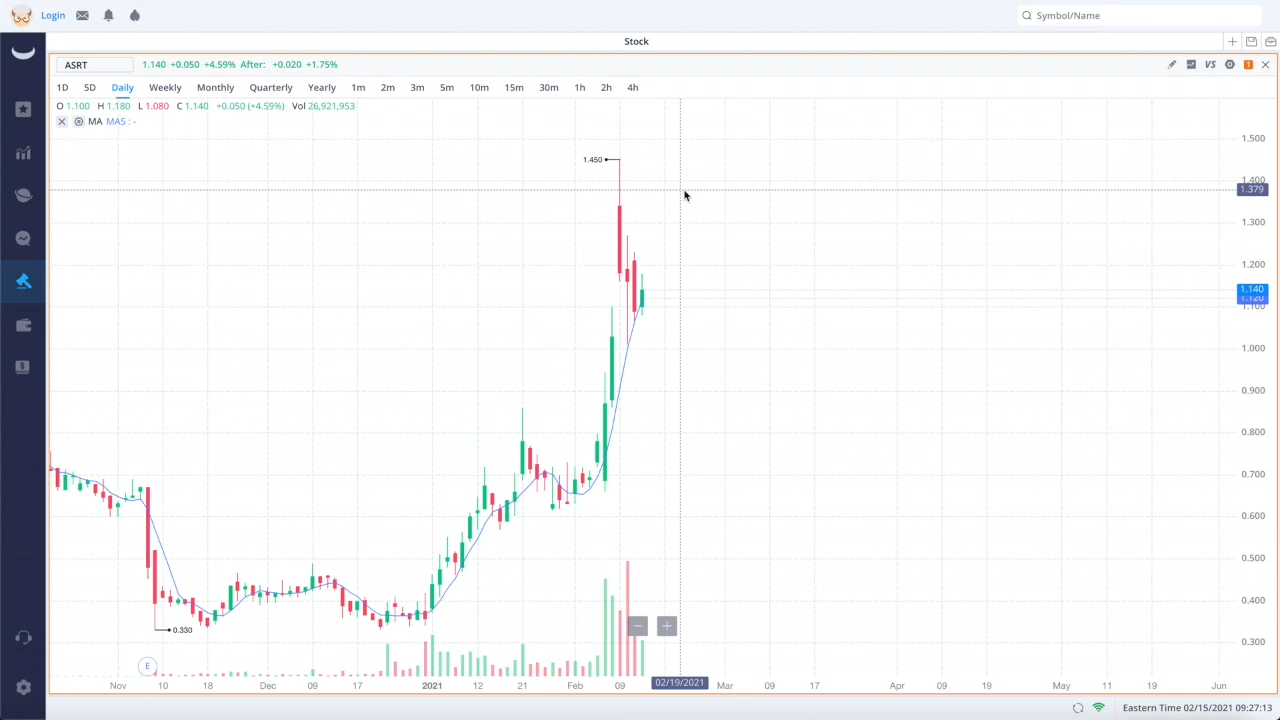 Login
Symbol/Name
Stock
ASRT
1.140 +0.050 +4.59% After: +0.020 +1.75%
VS
1
1D 5D Daily Weekly Monthly Quarterly Yearly 1m 2m 3m 5m 10m 15m 30m 1h 2h 4h
O 1.100 H 1.180 L 1.080 C 1.140 +0.050 (+4.59%) Vol 26,921,953
MA MA5 : -
1.500
1.450
1.400
1.379
1.300
1.200
1.140
1.120
1.100
1.000
0.900
0.800
0.700
0.600
0.500
0.400
0.330
0.300
E
Nov 10 18 Dec 09 17 2021 12 21 Feb 09 02/19/2021 Mar 09 17 Apr 09 19 May 11 19 Jun
Eastern Time 02/15/2021 09:27:13